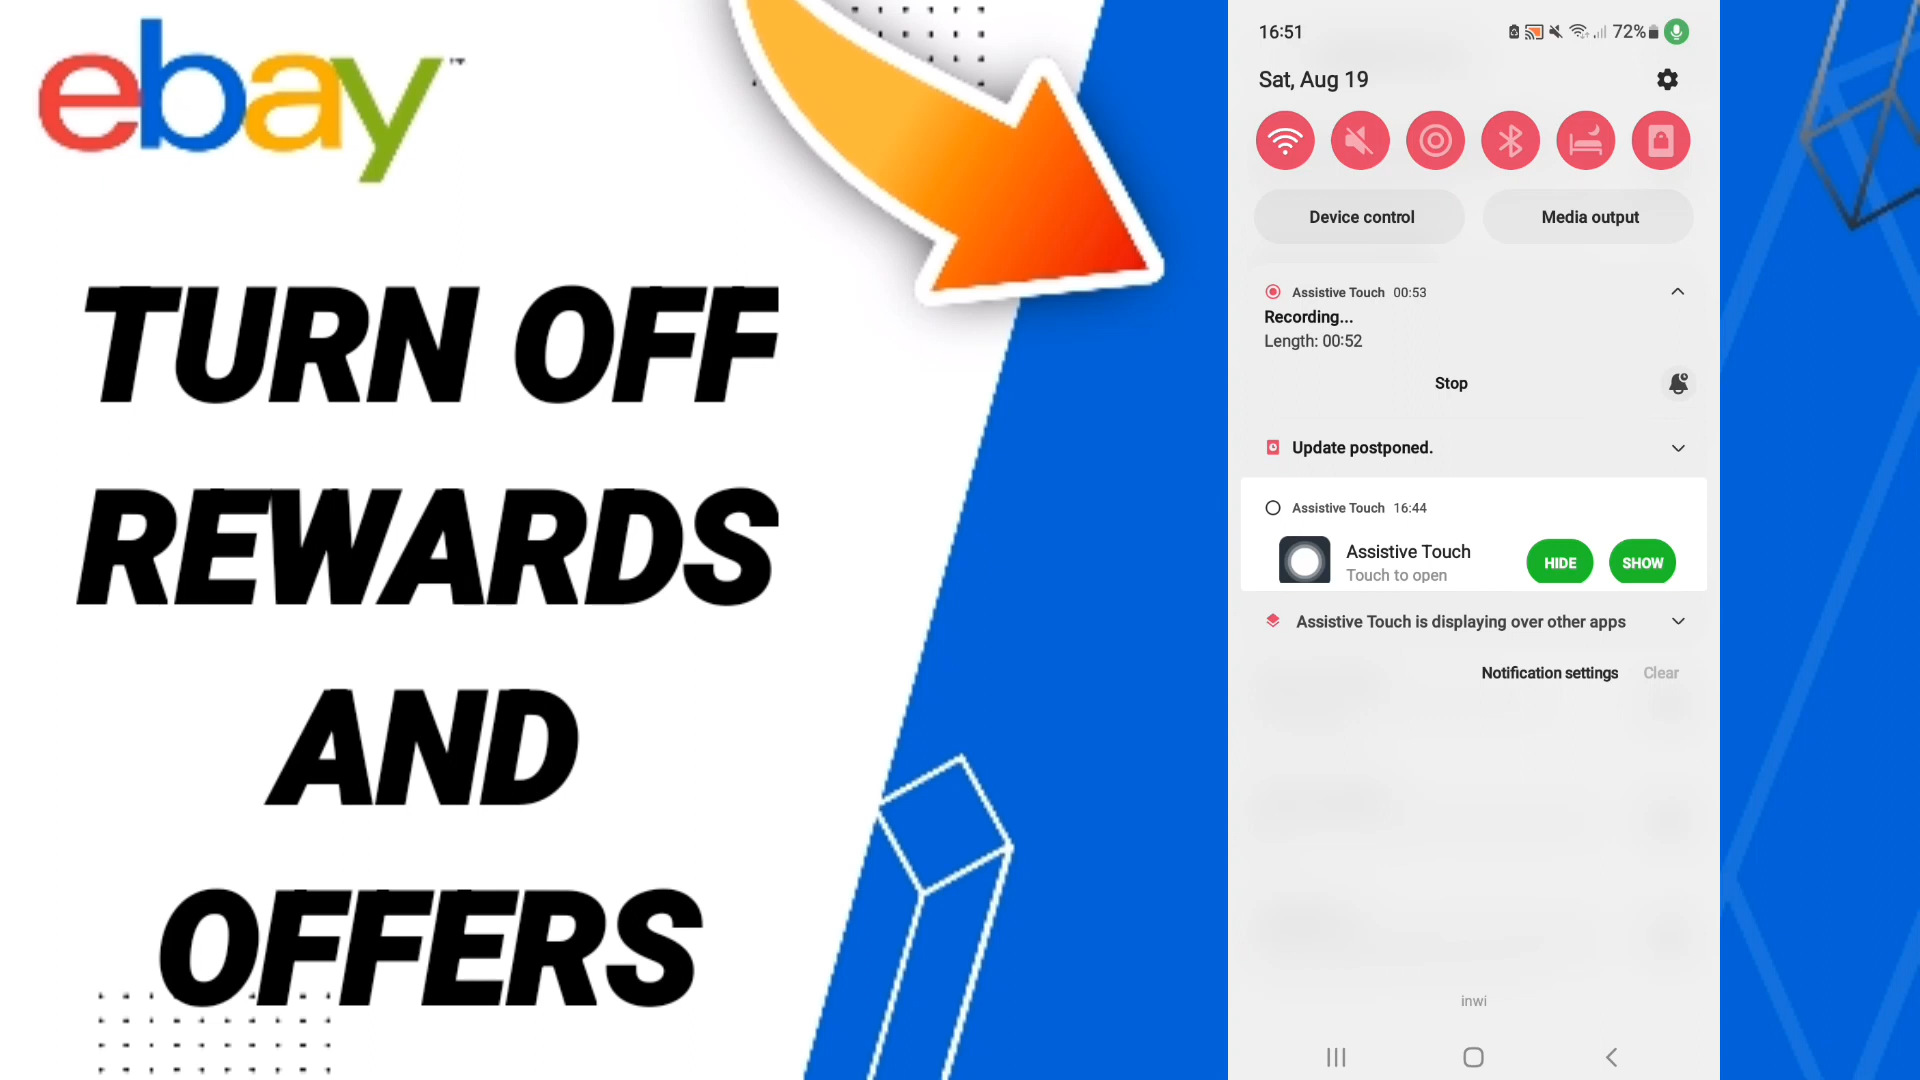 ebay™
TURN OFF
REWARDS
AND
OFFERS
16:51
72%
Sat, Aug 19
Device control
Media output
Assistive Touch 00:53
Recording...
Length: 00:52
Stop
Update postponed.
Assistive Touch 16:44
Assistive Touch
Touch to open
HIDE
SHOW
Assistive Touch is displaying over other apps
Notification settings
Clear
inwi